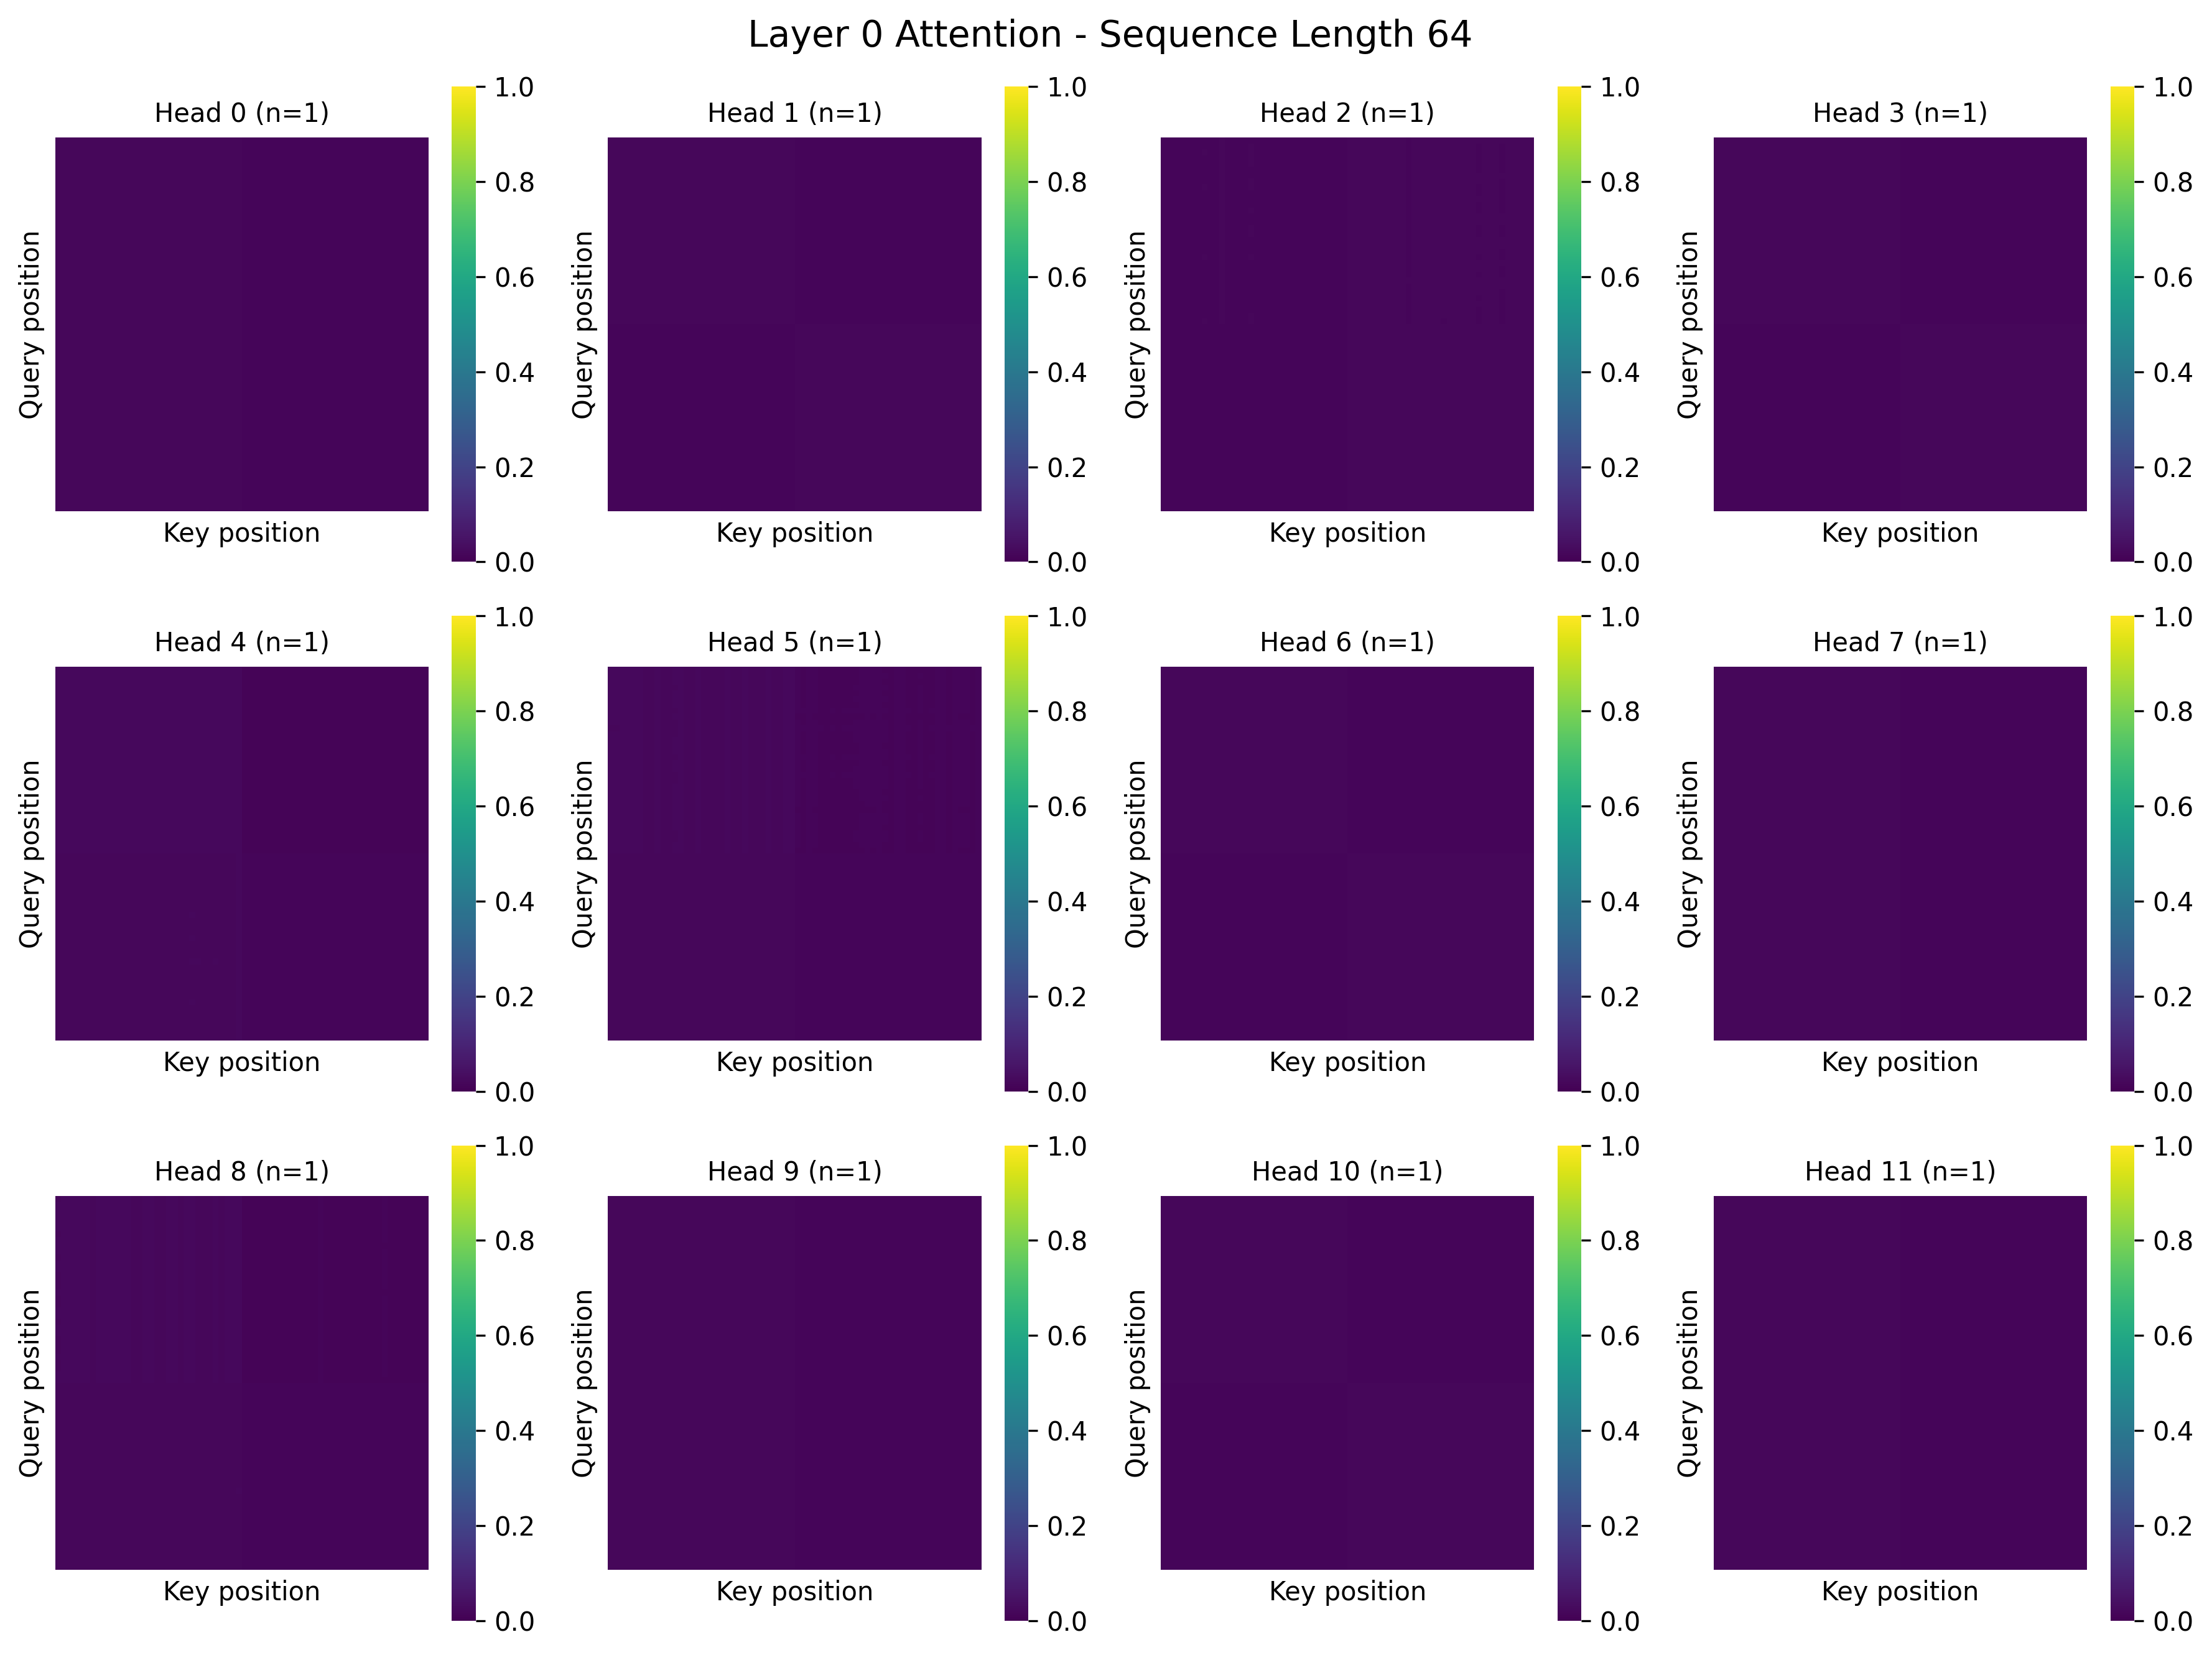 Layer 0 Attention - Sequence Length 64
Head 0 (n=1)
Query position
Key position
1.0
0.8
0.6
0.4
0.2
0.0
Head 1 (n=1)
Query position
Key position
1.0
0.8
0.6
0.4
0.2
0.0
Head 2 (n=1)
Query position
Key position
1.0
0.8
0.6
0.4
0.2
0.0
Head 3 (n=1)
Query position
Key position
1.0
0.8
0.6
0.4
0.2
0.0
Head 4 (n=1)
Query position
Key position
1.0
0.8
0.6
0.4
0.2
0.0
Head 5 (n=1)
Query position
Key position
1.0
0.8
0.6
0.4
0.2
0.0
Head 6 (n=1)
Query position
Key position
1.0
0.8
0.6
0.4
0.2
0.0
Head 7 (n=1)
Query position
Key position
1.0
0.8
0.6
0.4
0.2
0.0
Head 8 (n=1)
Query position
Key position
1.0
0.8
0.6
0.4
0.2
0.0
Head 9 (n=1)
Query position
Key position
1.0
0.8
0.6
0.4
0.2
0.0
Head 10 (n=1)
Query position
Key position
1.0
0.8
0.6
0.4
0.2
0.0
Head 11 (n=1)
Query position
Key position
1.0
0.8
0.6
0.4
0.2
0.0